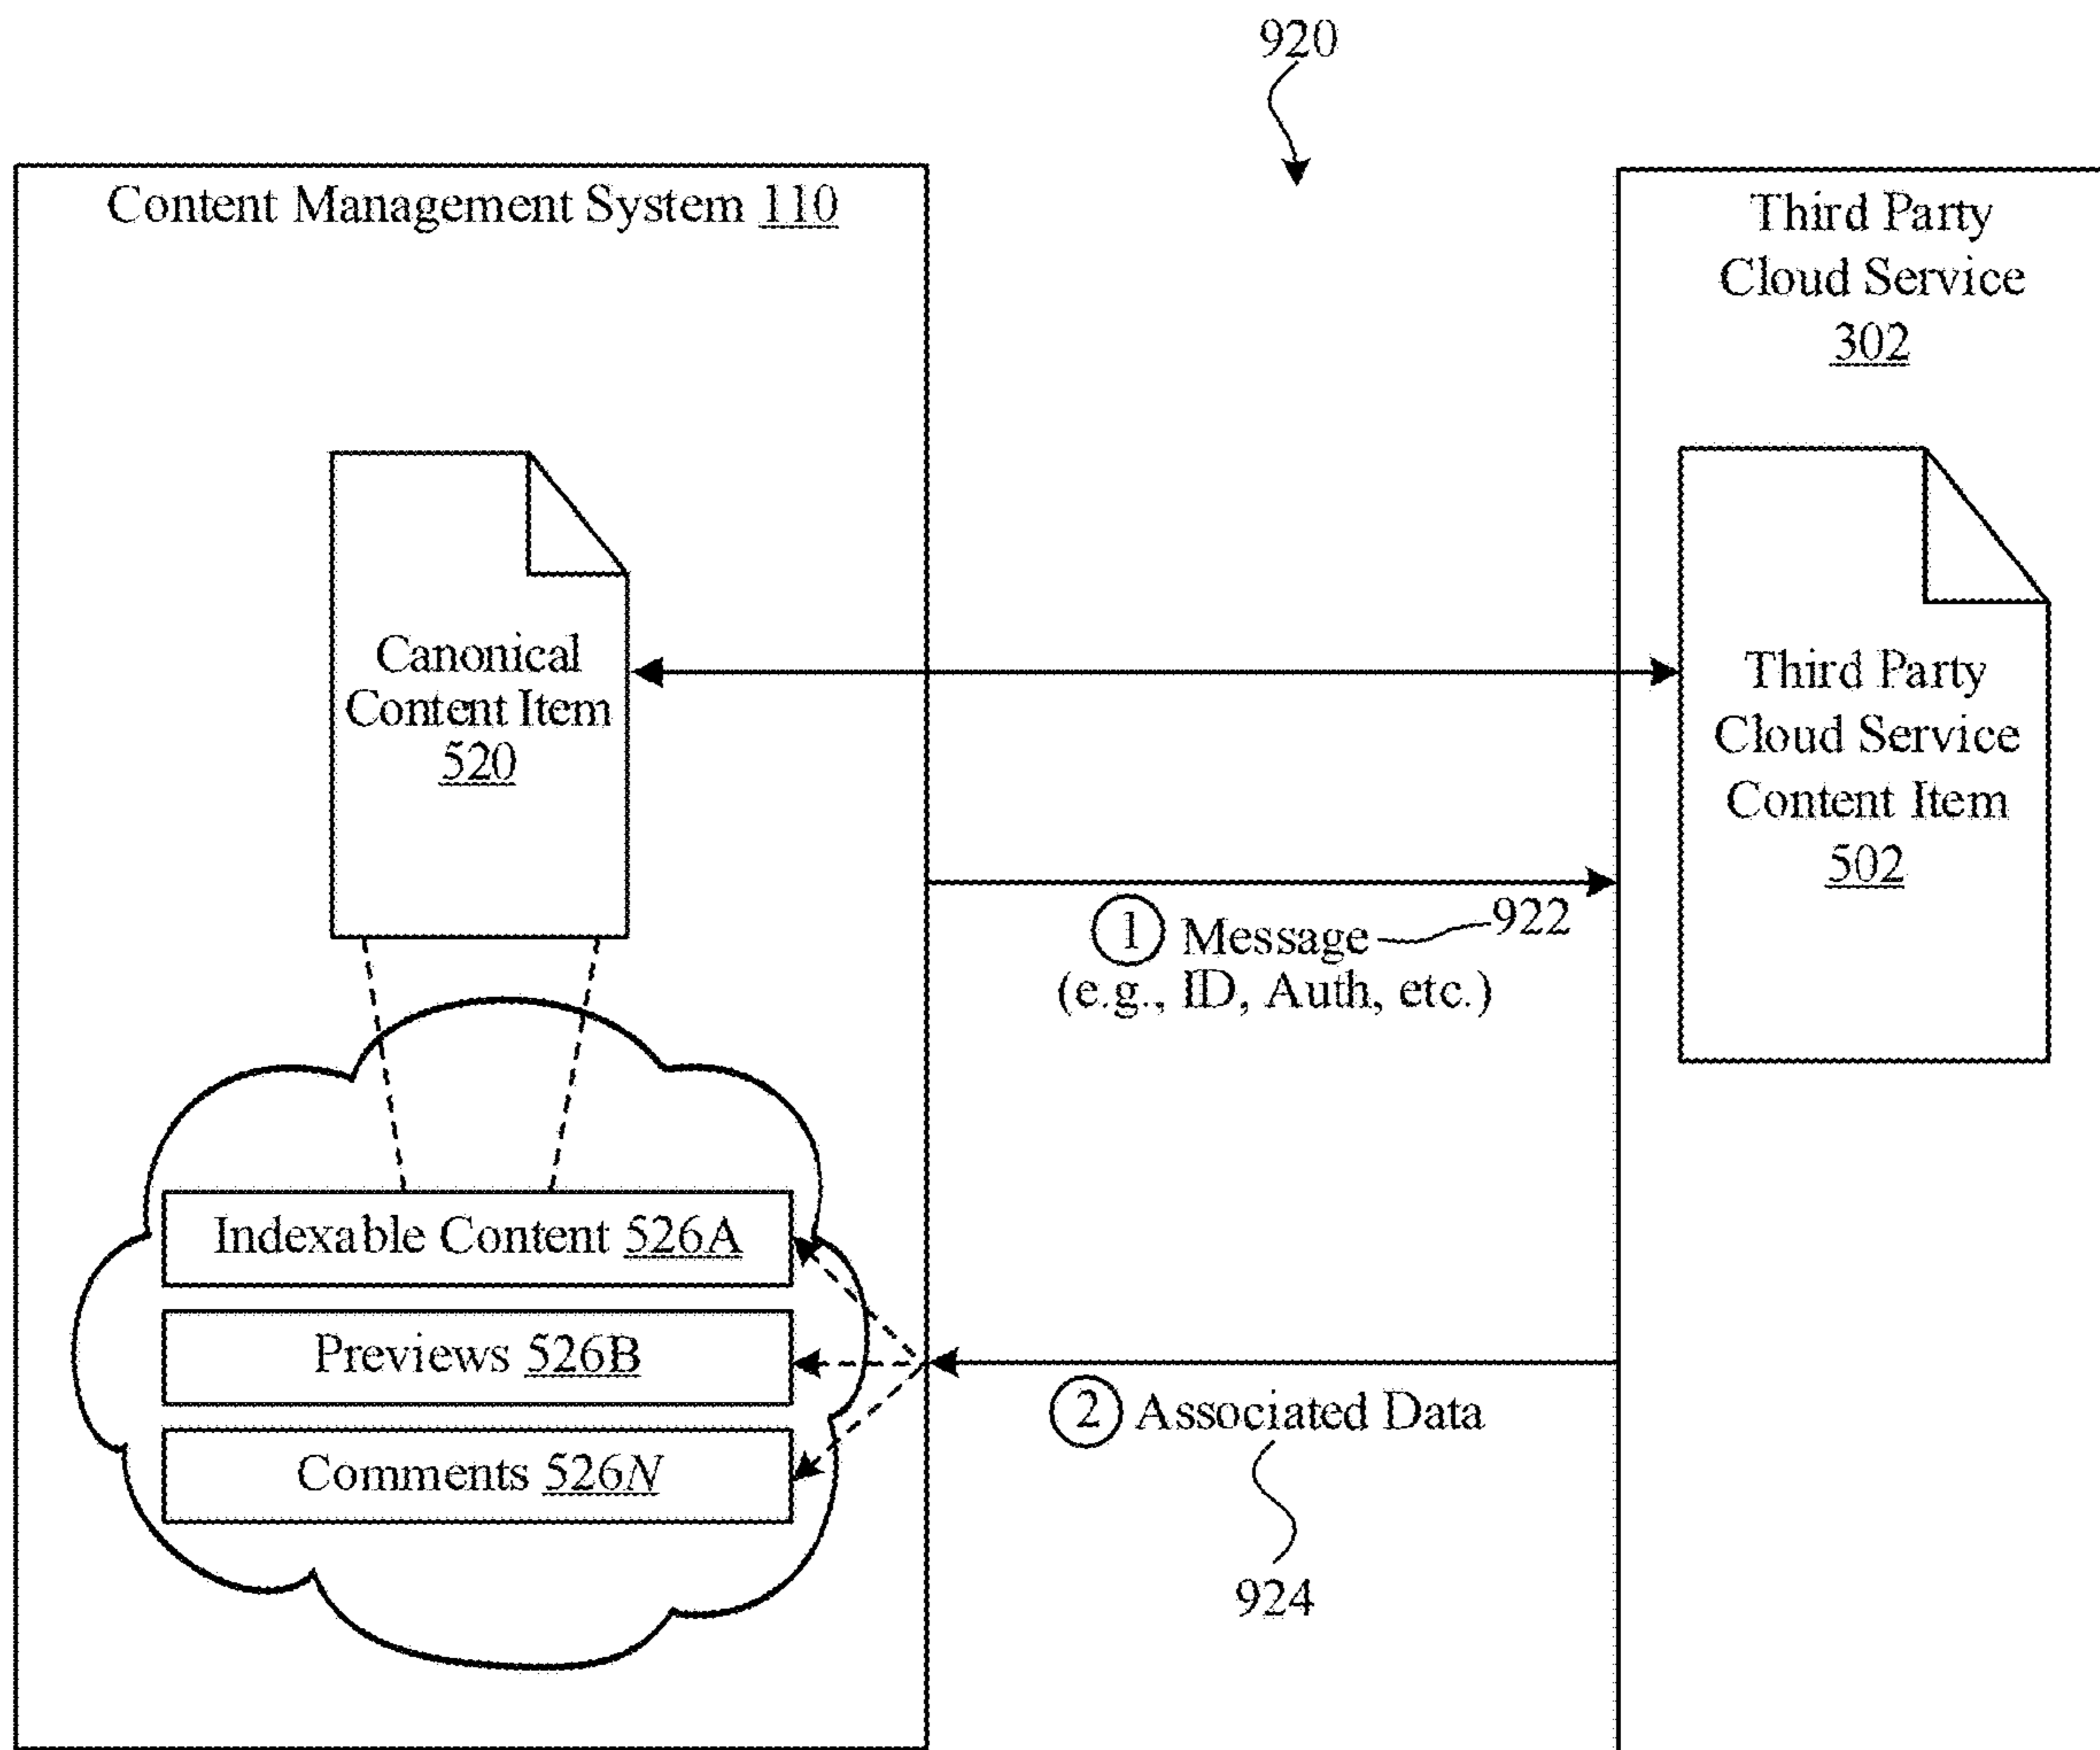 920
Content Management System 110
Third Party
Cloud Service
302
Canonical
Content Item
520
Third Party
Cloud Service
Content Item
502
1 Message 922
(e.g., ID, Auth, etc.)
Indexable Content 526A
Previews 526B
Comments 526N
2 Associated Data
924